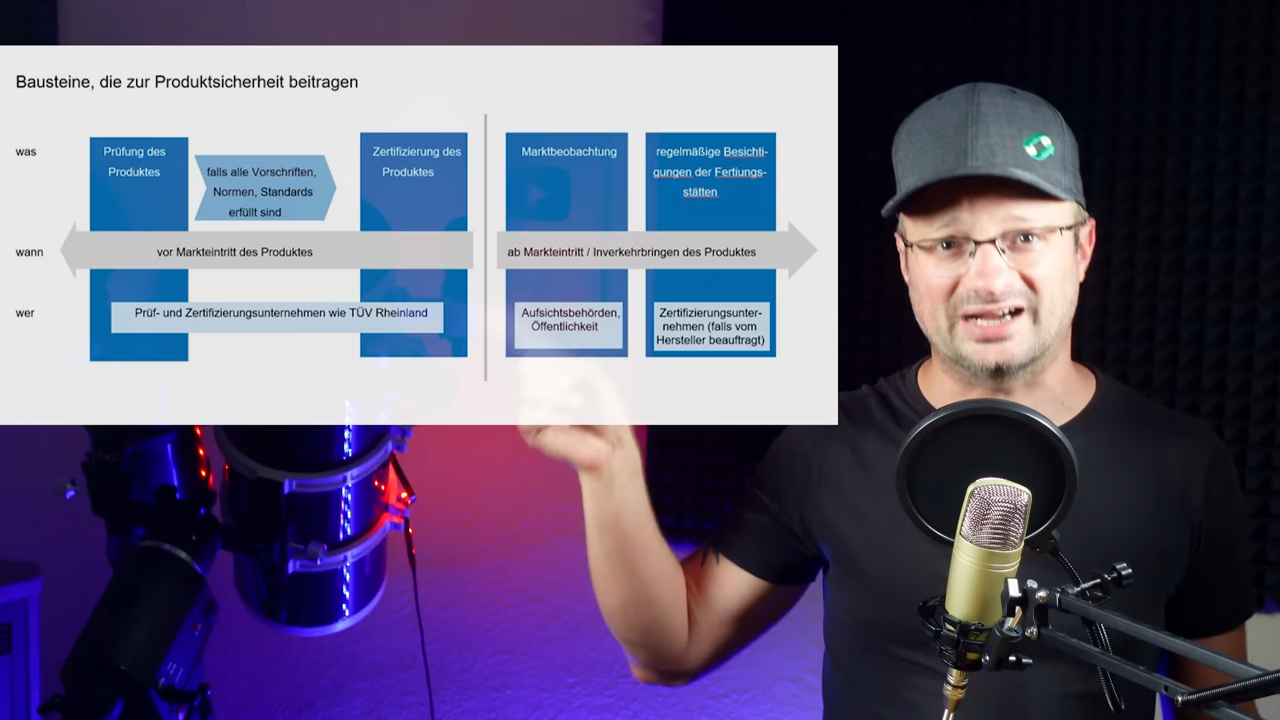 Bausteine, die zur Produktsicherheit beitragen
was
Prüfung des
Produktes
falls alle Vorschriften,
Normen, Standards
erfüllt sind
Zertifizierung des
Produktes
Marktbeobachtung
regelmäßige Besichti-
gungen der Fertiungs-
stätten
wann
vor Markteintritt des Produktes
ab Markteintritt / Inverkehrbringen des Produktes
wer
Prüf- und Zertifizierungsunternehmen wie TÜV Rheinland
Aufsichtsbehörden,
Öffentlichkeit
Zertifizierungsunter-
nehmen (falls vom
Hersteller beauftragt)